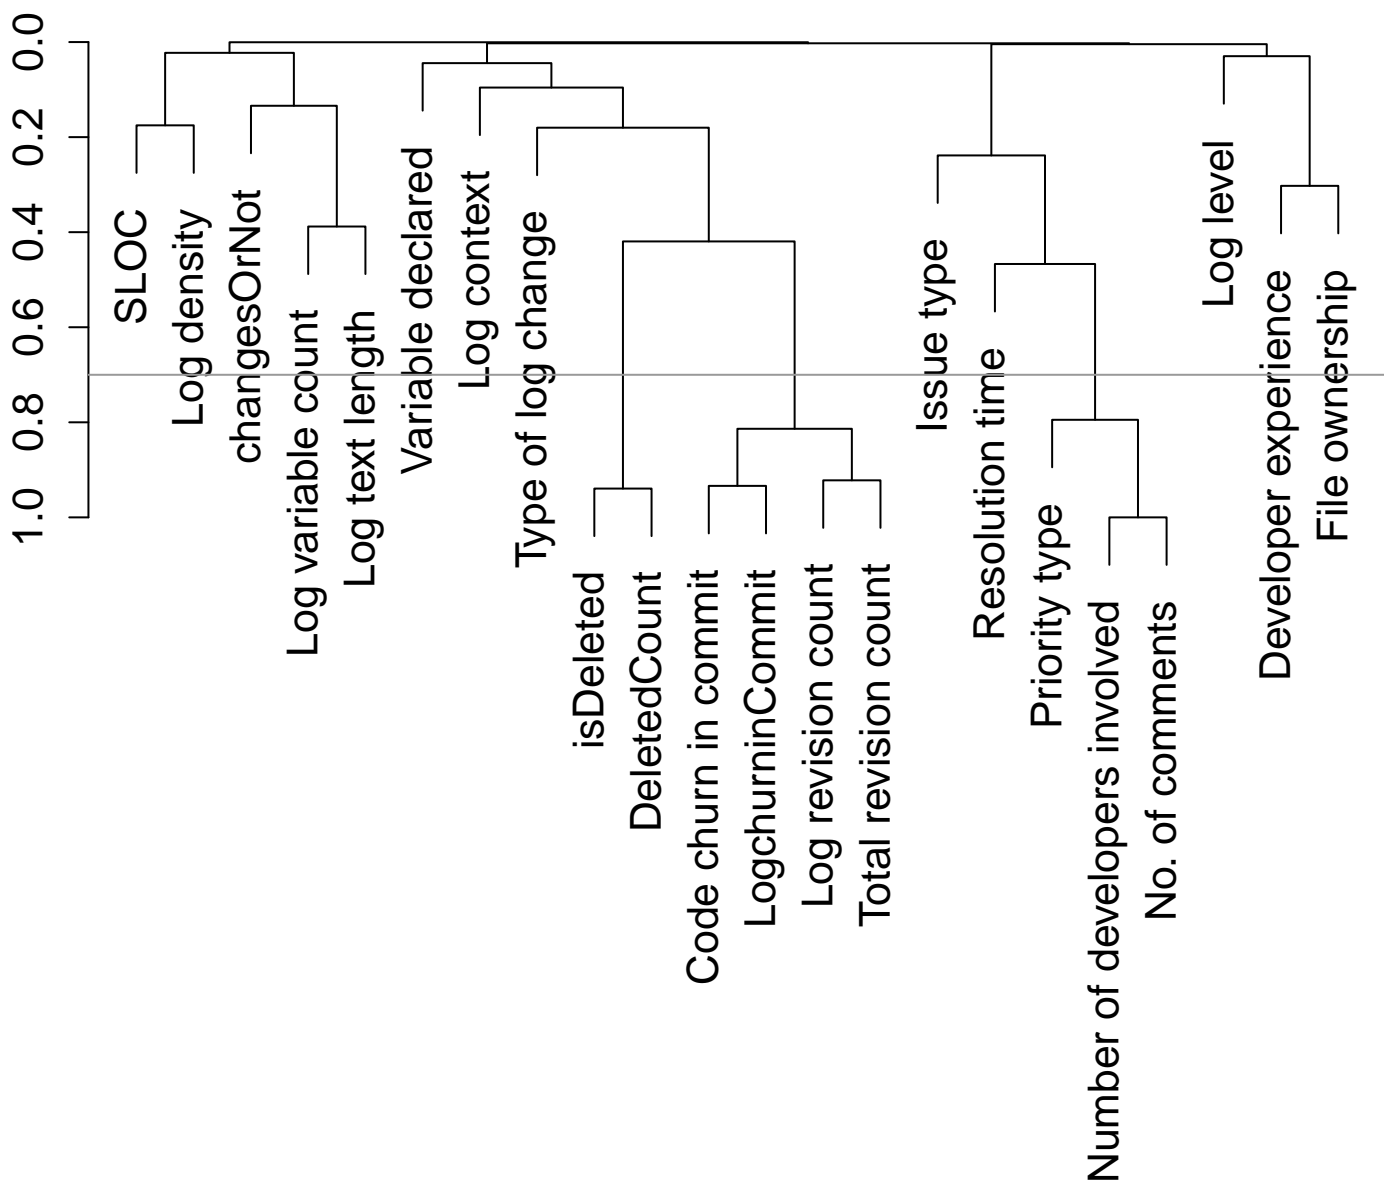 0.0
0.2
0.4
0.6
0.8
1.0
SLOC
Log density
changesOrNot
Log variable count
Log text length
Variable declared
Log context
Type of log change
isDeleted
DeletedCount
Code churn in commit
LogchurninCommit
Log revision count
Total revision count
Issue type
Resolution time
Priority type
Number of developers involved
No. of comments
Log level
Developer experience
File ownership